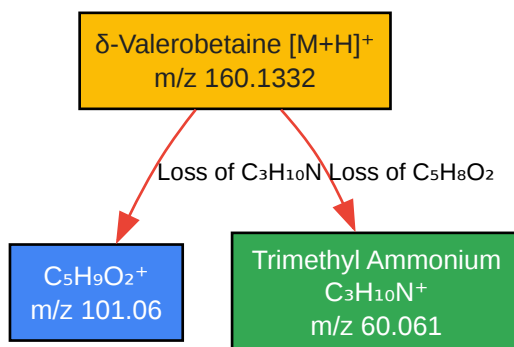 δ-Valerobetaine [M+H]⁺
m/z 160.1332
Loss of C₃H₁₀N
Loss of C₅H₈O₂
C₅H₉O₂⁺
m/z 101.06
Trimethyl Ammonium
C₃H₁₀N⁺
m/z 60.061